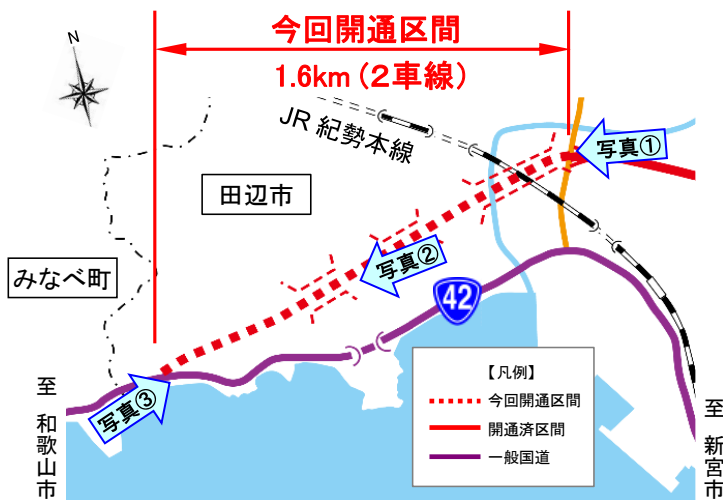 今回開通区間
1.6km(2車線)
N
JR 紀勢本線
写真①
田辺市
写真②
みなべ町
42
写真③
至 和歌山市
【凡例】
今回開通区間
開通済区間
一般国道
至 新宮市